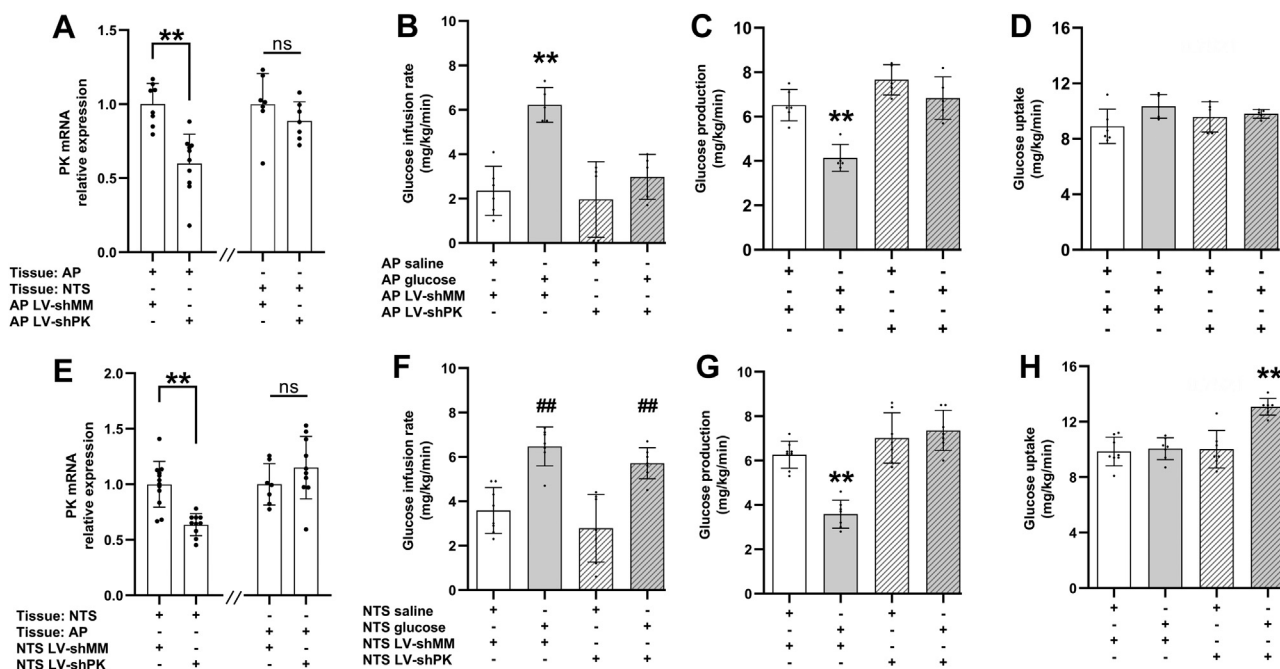 A
PK mRNA
relative expression
1.5
1.0
0.5
0.0
**
ns
//
Tissue: AP + + - -
Tissue: NTS - - + +
AP LV-shMM + - + -
AP LV-shPK - + - +
B
Glucose infusion rate
(mg/kg/min)
10
8
6
4
2
0
**
AP saline + - + -
AP glucose - + - +
AP LV-shMM + + - -
AP LV-shPK - - + +
C
Glucose production
(mg/kg/min)
10
8
6
4
2
0
**
+ - + -
- + - +
+ + - -
- - + +
D
Glucose uptake
(mg/kg/min)
16
12
8
4
0
+ - + -
- + - +
+ + - -
- - + +
E
PK mRNA
relative expression
2.0
1.5
1.0
0.5
0.0
**
ns
//
Tissue: NTS + + - -
Tissue: AP - - + +
NTS LV-shMM + - + -
NTS LV-shPK - + - +
F
Glucose infusion rate
(mg/kg/min)
10
8
6
4
2
0
##
##
NTS saline + - + -
NTS glucose - + - +
NTS LV-shMM + + - -
NTS LV-shPK - - + +
G
Glucose production
(mg/kg/min)
10
8
6
4
2
0
**
+ - + -
- + - +
+ + - -
- - + +
H
Glucose uptake
(mg/kg/min)
16
12
8
4
0
**
+ - + -
- + - +
+ + - -
- - + +